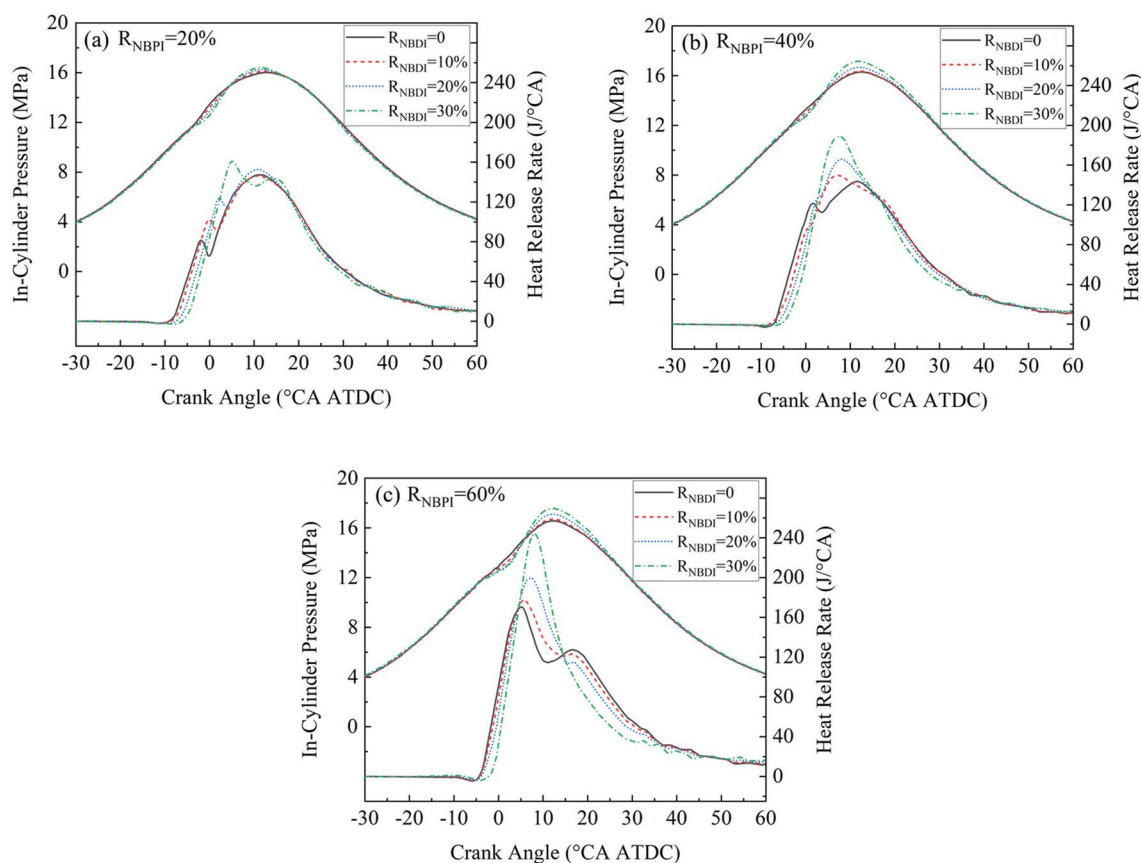 (a) R_NBPI=20%
R_NBDI=0
R_NBDI=10%
R_NBDI=20%
R_NBDI=30%
In-Cylinder Pressure (MPa)
20
16
12
8
4
0
Heat Release Rate (J/°CA)
240
200
160
120
80
40
0
-30 -20 -10 0 10 20 30 40 50 60
Crank Angle (°CA ATDC)
(b) R_NBPI=40%
R_NBDI=0
R_NBDI=10%
R_NBDI=20%
R_NBDI=30%
In-Cylinder Pressure (MPa)
20
16
12
8
4
0
Heat Release Rate (J/°CA)
240
200
160
120
80
40
0
-30 -20 -10 0 10 20 30 40 50 60
Crank Angle (°CA ATDC)
(c) R_NBPI=60%
R_NBDI=0
R_NBDI=10%
R_NBDI=20%
R_NBDI=30%
In-Cylinder Pressure (MPa)
20
16
12
8
4
0
Heat Release Rate (J/°CA)
240
200
160
120
80
40
0
-30 -20 -10 0 10 20 30 40 50 60
Crank Angle (°CA ATDC)